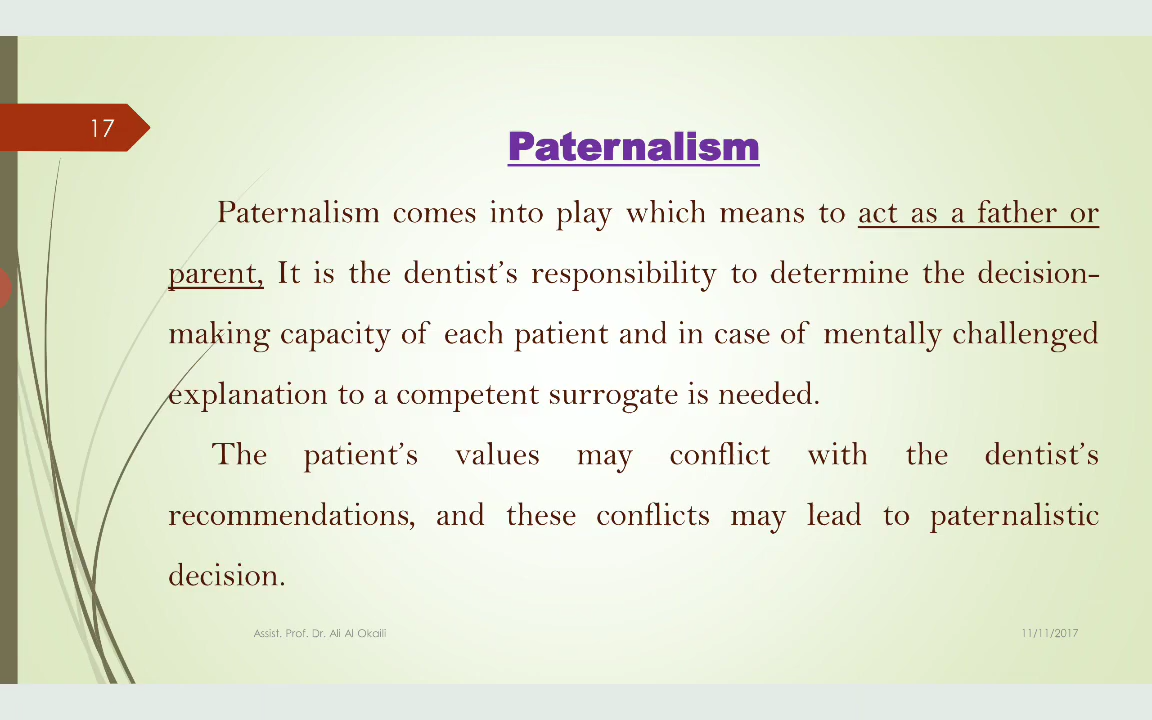 17
Paternalism
Paternalism comes into play which means to act as a father or
parent, It is the dentist’s responsibility to determine the decision-
making capacity of each patient and in case of mentally challenged
explanation to a competent surrogate is needed.
The patient’s values may conflict with the dentist’s
recommendations, and these conflicts may lead to paternalistic
decision.
Assist. Prof. Dr. Ali Al Okaili
11/11/2017